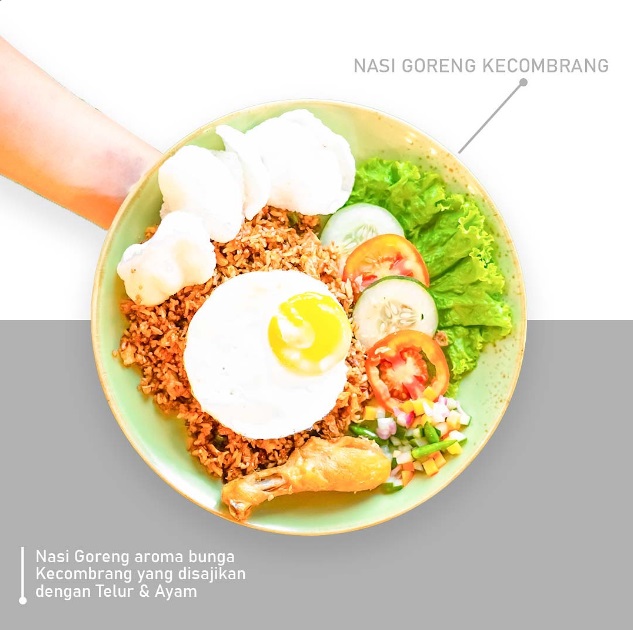 NASI GORENG KECOMBRANG
Nasi Goreng aroma bunga
Kecombrang yang disajikan
dengan Telur & Ayam